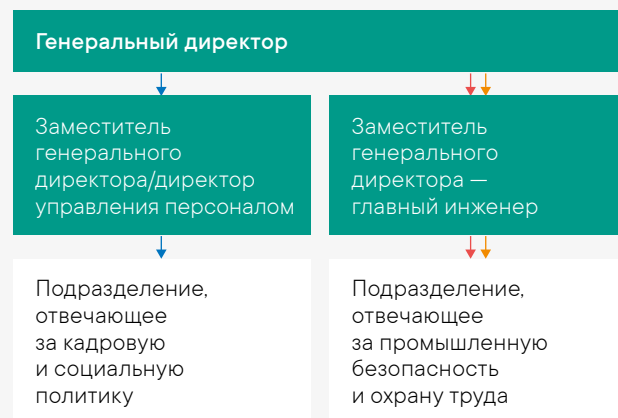 Генеральный директор
Заместитель
генерального
директора/директор
управления персоналом
Заместитель
генерального
директора —
главный инженер
Подразделение,
отвечающее
за кадровую
и социальную
политику
Подразделение,
отвечающее
за промышленную
безопасность
и охрану труда